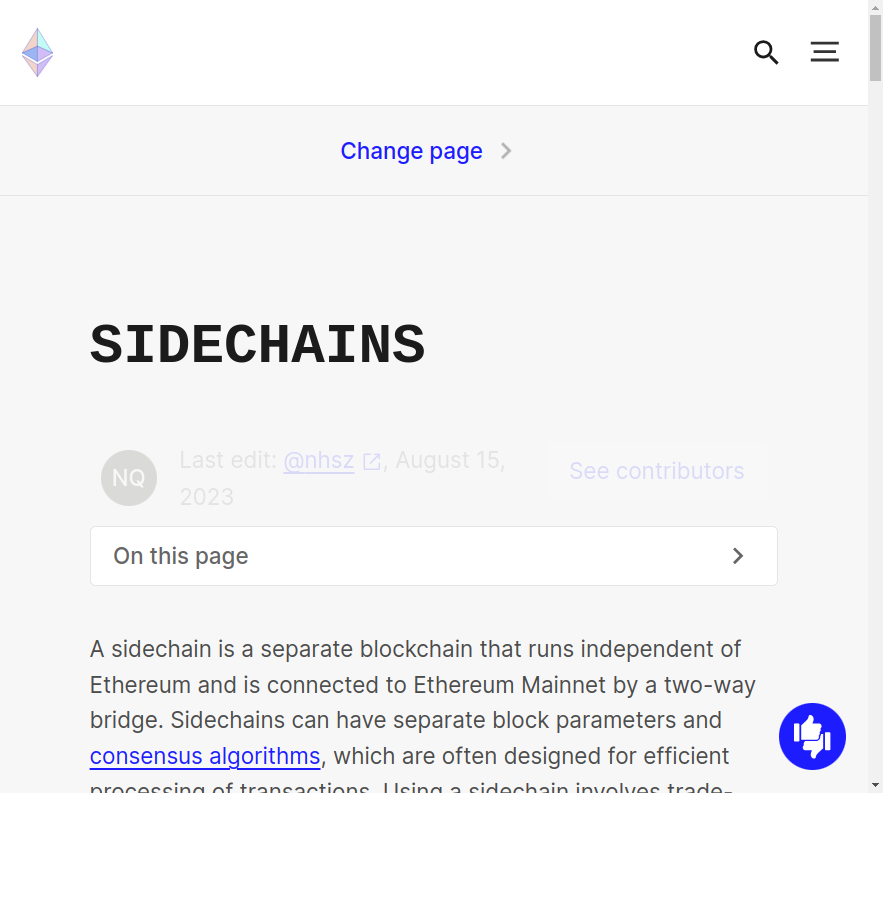 Change page
SIDECHAINS
NQ
Last edit: @nhsz , August 15,
2023
See contributors
On this page
A sidechain is a separate blockchain that runs independent of
Ethereum and is connected to Ethereum Mainnet by a two-way
bridge. Sidechains can have separate block parameters and
consensus algorithms, which are often designed for efficient
processing of transactions. Using a sidechain involves trade-